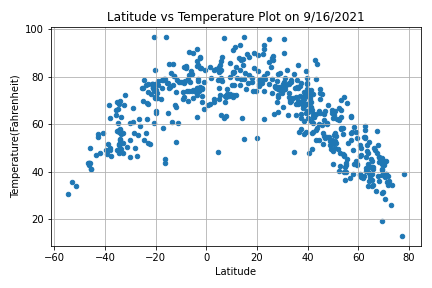 Latitude vs Temperature Plot on 9/16/2021
100
80
60
40
20
Temperature(Fahrenheit)
−60 −40 −20 0 20 40 60 80
Latitude